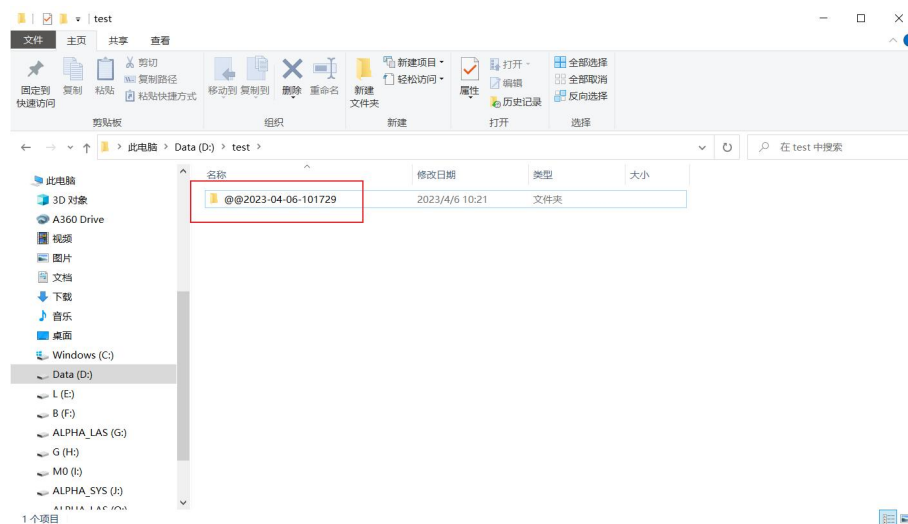 test
文件 主页 共享 查看
固定到快速访问
复制
粘贴
剪切
复制路径
粘贴快捷方式
移动到 复制到 删除 重命名
新建文件夹
新建项目
轻松访问
属性
打开
编辑
历史记录
全部选择
全部取消
反向选择
剪贴板 组织 新建 打开 选择
此电脑 > Data (D:) > test >
在 test 中搜索
名称 修改日期 类型 大小
@@2023-04-06-101729 2023/4/6 10:21 文件夹
此电脑
3D 对象
A360 Drive
视频
图片
文档
下载
音乐
桌面
Windows (C:)
Data (D:)
L (E:)
B (F:)
ALPHA_LAS (G:)
G (H:)
M0 (I:)
ALPHA_SYS (J:)
1 个项目